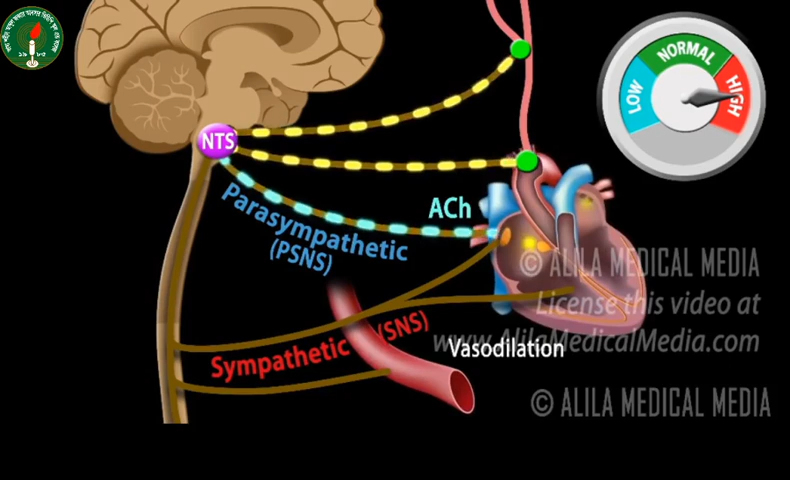 NTS
LOW
NORMAL
HIGH
Parasympathetic
(PSNS)
ACh
Sympathetic (SNS)
Vasodilation
© ALILA MEDICAL MEDIA
License this video at
www.AlilaMedicalMedia.com
© ALILA MEDICAL MEDIA